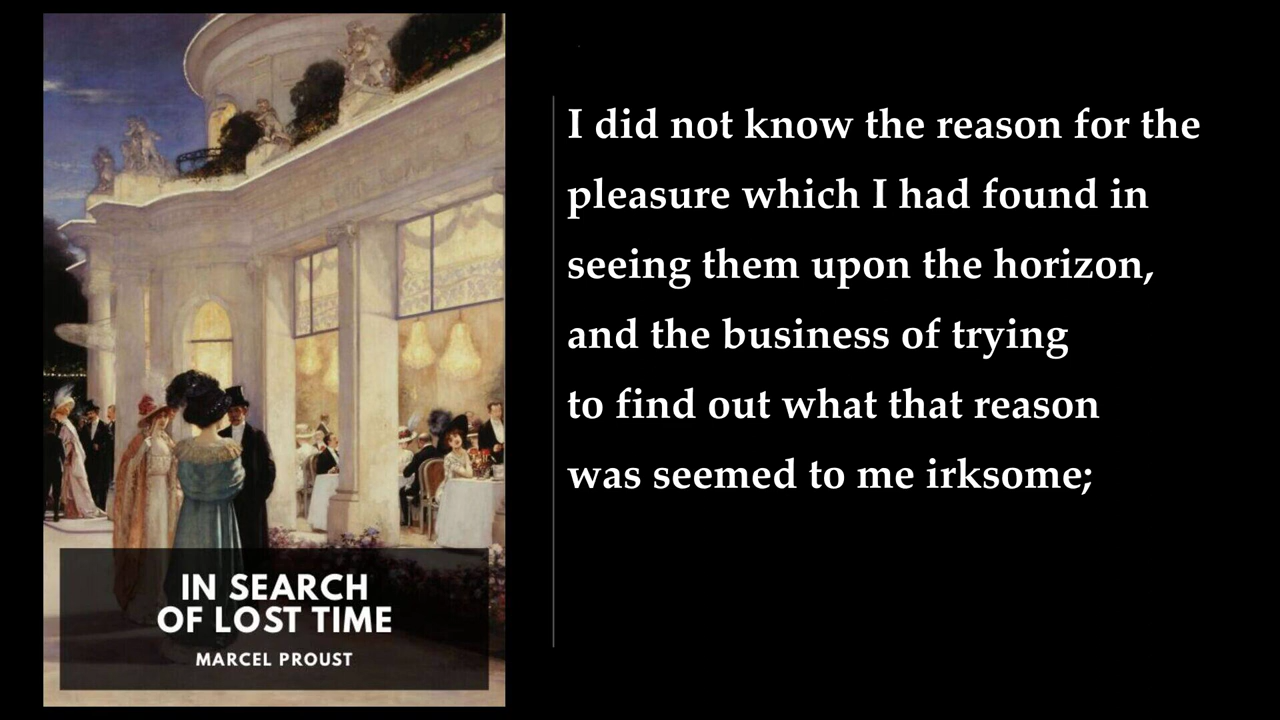 I did not know the reason for the
pleasure which I had found in
seeing them upon the horizon,
and the business of trying
to find out what that reason
was seemed to me irksome;
IN SEARCH
OF LOST TIME
MARCEL PROUST